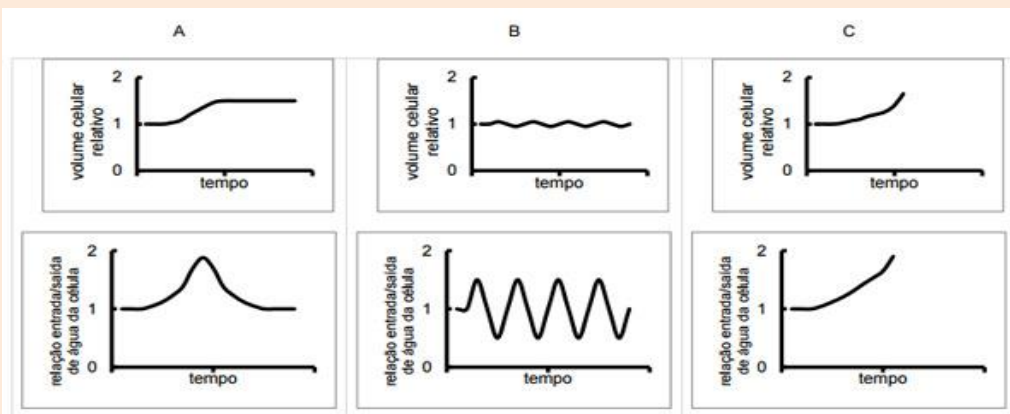 A
B
C
volume celular
relativo
2
1
0
tempo
volume celular
relativo
2
1
0
tempo
volume celular
relativo
2
1
0
tempo
relação entrada/saída
de água da célula
2
1
0
tempo
relação entrada/saída
de água da célula
2
1
0
tempo
relação entrada/saída
de água da célula
2
1
0
tempo